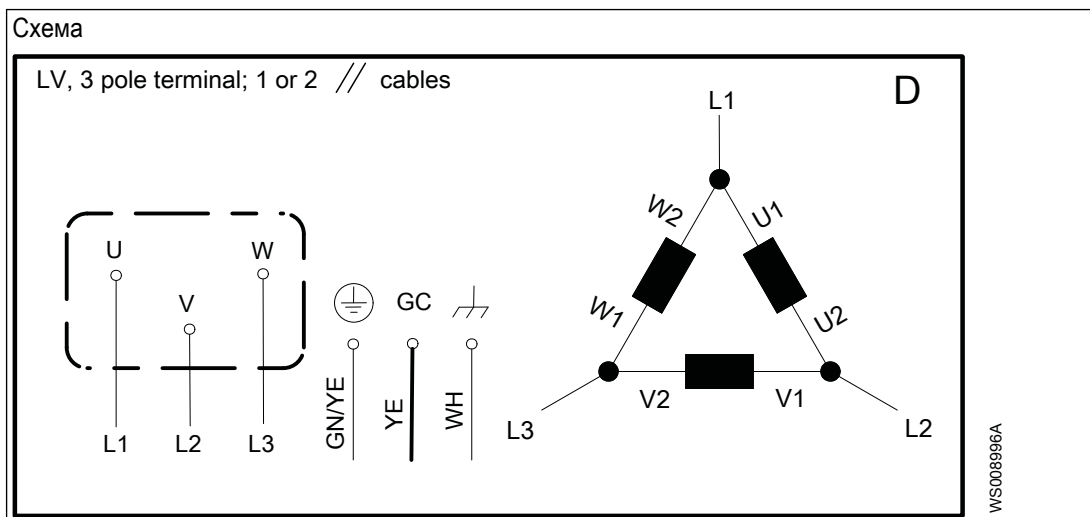 Схема
LV, 3 pole terminal; 1 or 2 // cables
D
L1
U
W
V
GC
GN/YE
YE
WH
L1
L2
L3
W2
U1
W1
U2
V2
V1
L3
L2
WS008996A